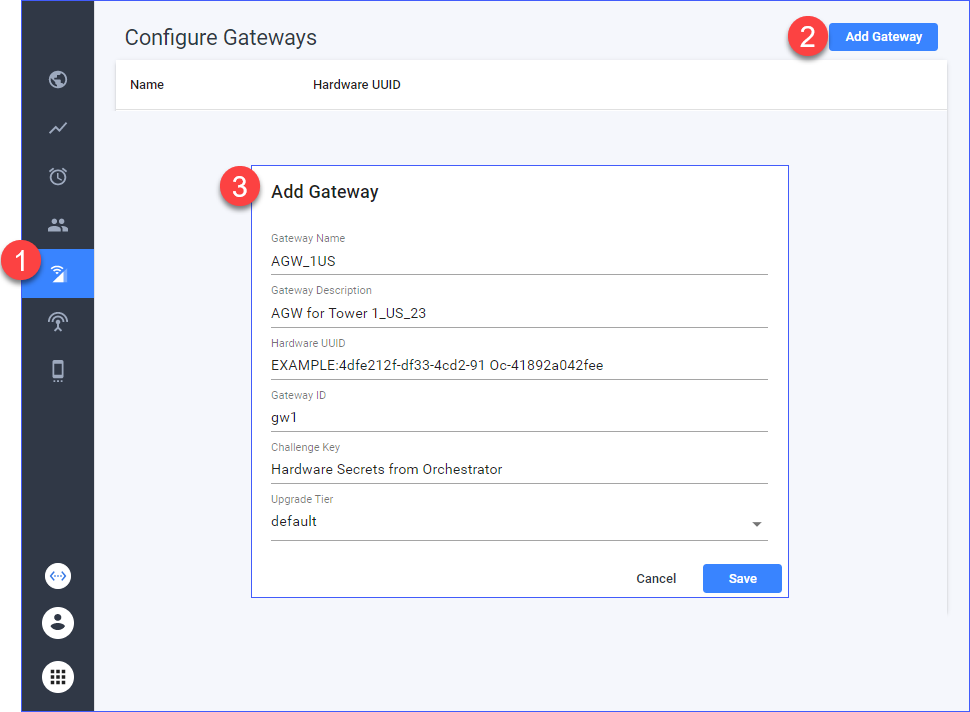 Configure Gateways
2
Add Gateway
Name Hardware UUID
3
Add Gateway
Gateway Name
AGW_1US
Gateway Description
AGW for Tower 1_US_23
Hardware UUID
EXAMPLE:4dfe212f-df33-4cd2-91 Oc-41892a042fee
Gateway ID
gw1
Challenge Key
Hardware Secrets from Orchestrator
Upgrade Tier
default
Cancel Save
1